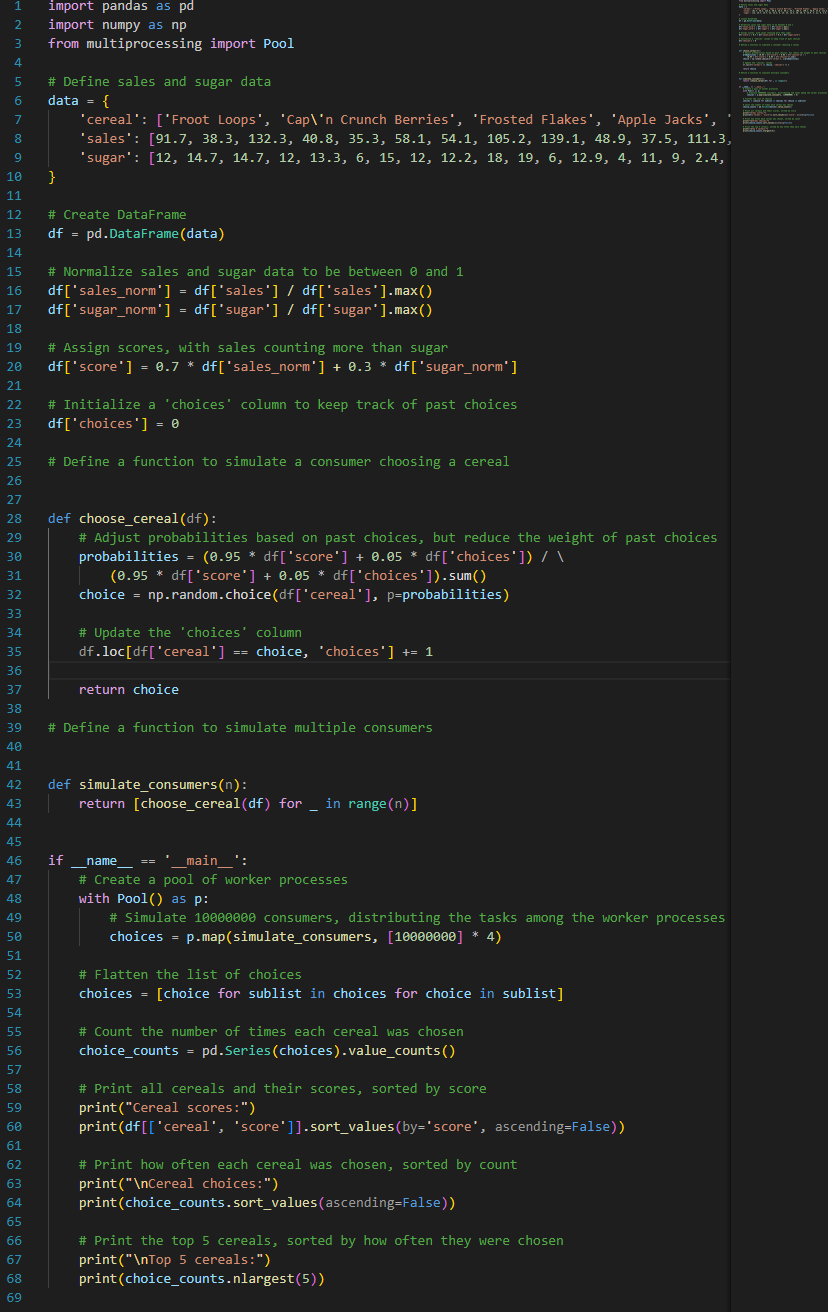 1 import pandas as pd
2 import numpy as np
3 from multiprocessing import Pool
4
5 # Define sales and sugar data
6 data = {
7     'cereal': ['Froot Loops', 'Cap\'n Crunch Berries', 'Frosted Flakes', 'Apple Jacks', '
8     'sales': [91.7, 38.3, 132.3, 40.8, 35.3, 58.1, 54.1, 105.2, 139.1, 48.9, 37.5, 111.3,
9     'sugar': [12, 14.7, 14.7, 12, 13.3, 6, 15, 12, 12.2, 18, 19, 6, 12.9, 4, 11, 9, 2.4,
10 }
11
12 # Create DataFrame
13 df = pd.DataFrame(data)
14
15 # Normalize sales and sugar data to be between 0 and 1
16 df['sales_norm'] = df['sales'] / df['sales'].max()
17 df['sugar_norm'] = df['sugar'] / df['sugar'].max()
18
19 # Assign scores, with sales counting more than sugar
20 df['score'] = 0.7 * df['sales_norm'] + 0.3 * df['sugar_norm']
21
22 # Initialize a 'choices' column to keep track of past choices
23 df['choices'] = 0
24
25 # Define a function to simulate a consumer choosing a cereal
26
27
28 def choose_cereal(df):
29     # Adjust probabilities based on past choices, but reduce the weight of past choices
30     probabilities = (0.95 * df['score'] + 0.05 * df['choices']) / \
31         (0.95 * df['score'] + 0.05 * df['choices']).sum()
32     choice = np.random.choice(df['cereal'], p=probabilities)
33
34     # Update the 'choices' column
35     df.loc[df['cereal'] == choice, 'choices'] += 1
36
37     return choice
38
39 # Define a function to simulate multiple consumers
40
41
42 def simulate_consumers(n):
43     return [choose_cereal(df) for _ in range(n)]
44
45
46 if __name__ == '__main__':
47     # Create a pool of worker processes
48     with Pool() as p:
49         # Simulate 10000000 consumers, distributing the tasks among the worker processes
50         choices = p.map(simulate_consumers, [10000000] * 4)
51
52     # Flatten the list of choices
53     choices = [choice for sublist in choices for choice in sublist]
54
55     # Count the number of times each cereal was chosen
56     choice_counts = pd.Series(choices).value_counts()
57
58     # Print all cereals and their scores, sorted by score
59     print("Cereal scores:")
60     print(df[['cereal', 'score']].sort_values(by='score', ascending=False))
61
62     # Print how often each cereal was chosen, sorted by count
63     print("\nCereal choices:")
64     print(choice_counts.sort_values(ascending=False))
65
66     # Print the top 5 cereals, sorted by how often they were chosen
67     print("\nTop 5 cereals:")
68     print(choice_counts.nlargest(5))
69